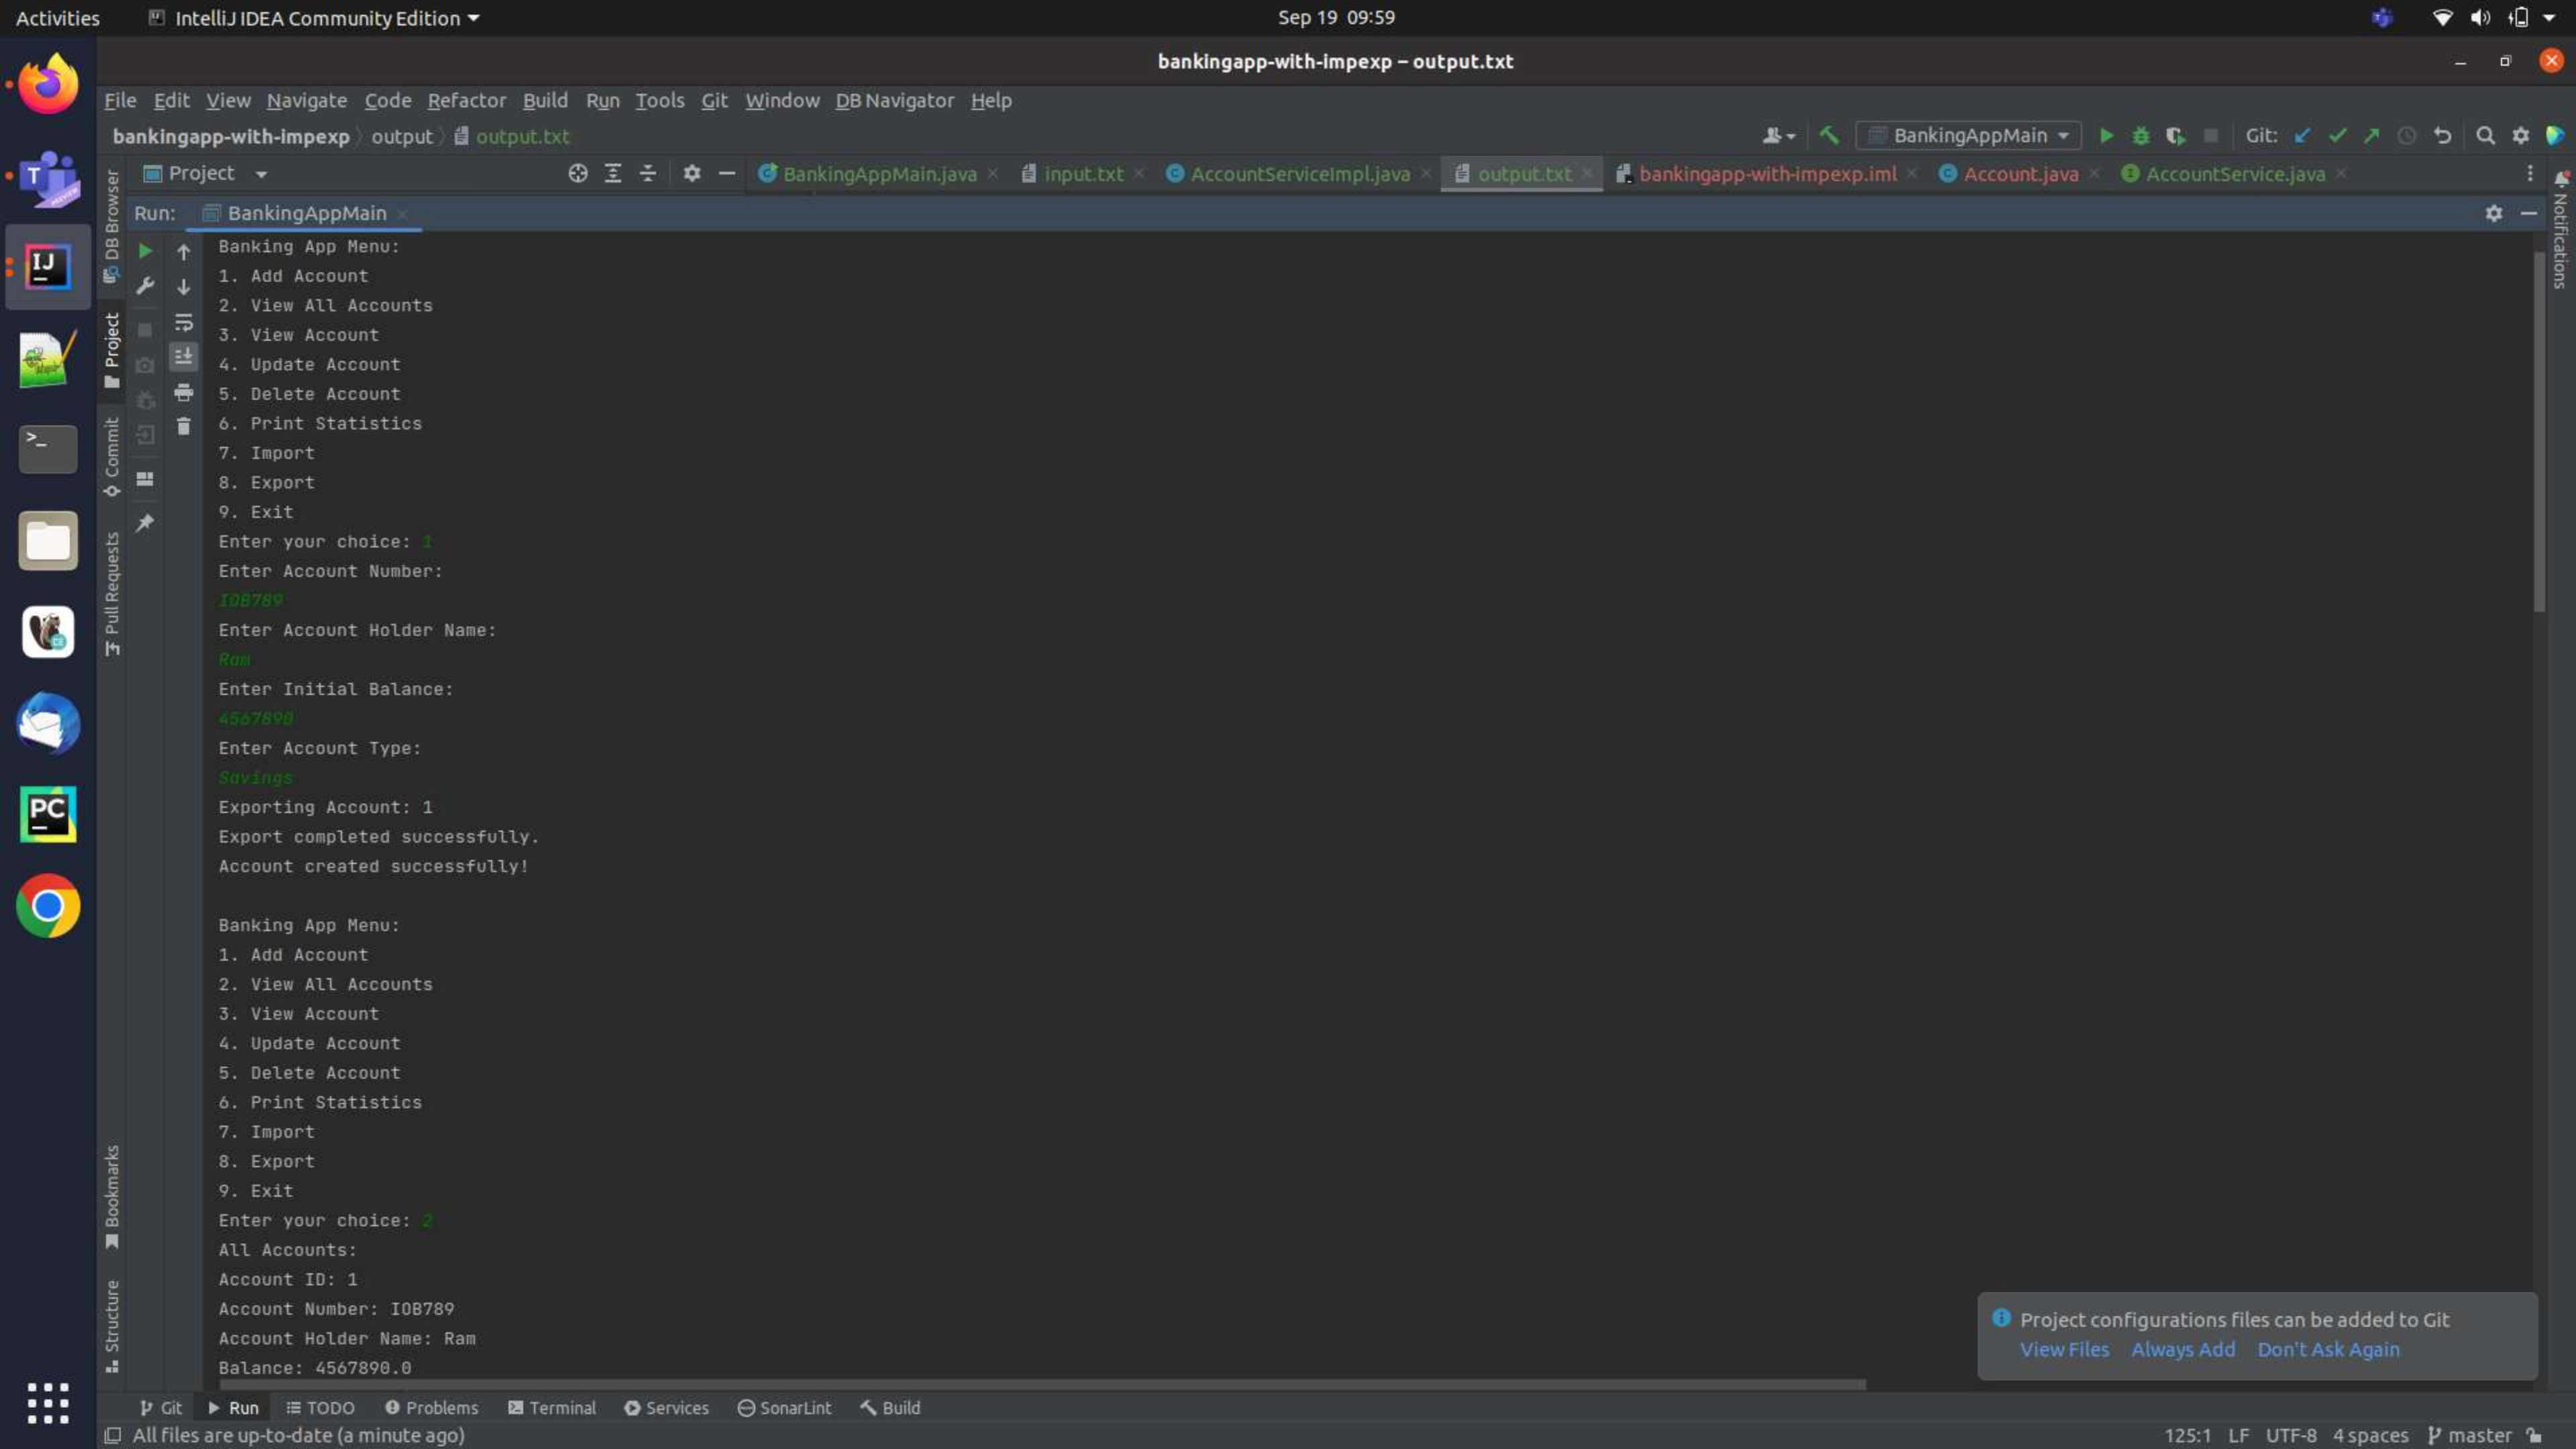 Activities IntelliJ IDEA Community Edition Sep 19 09:59
bankingapp-with-impexp – output.txt
File Edit View Navigate Code Refactor Build Run Tools Git Window DB Navigator Help
bankingapp-with-impexp output output.txt BankingAppMain Git:
Project BankingAppMain.java input.txt AccountServiceImpl.java output.txt bankingapp-with-impexp.iml Account.java AccountService.java
Run: BankingAppMain
DB Browser
Project
Commit
Pull Requests
Bookmarks
Structure
Notifications
Banking App Menu:
1. Add Account
2. View All Accounts
3. View Account
4. Update Account
5. Delete Account
6. Print Statistics
7. Import
8. Export
9. Exit
Enter your choice: 1
Enter Account Number:
IOB789
Enter Account Holder Name:
Ram
Enter Initial Balance:
4567890
Enter Account Type:
Savings
Exporting Account: 1
Export completed successfully.
Account created successfully!
Banking App Menu:
1. Add Account
2. View All Accounts
3. View Account
4. Update Account
5. Delete Account
6. Print Statistics
7. Import
8. Export
9. Exit
Enter your choice: 2
All Accounts:
Account ID: 1
Account Number: IOB789
Account Holder Name: Ram
Balance: 4567890.0
Project configurations files can be added to Git
View Files Always Add Don't Ask Again
Git Run TODO Problems Terminal Services SonarLint Build
All files are up-to-date (a minute ago) 125:1 LF UTF-8 4 spaces master